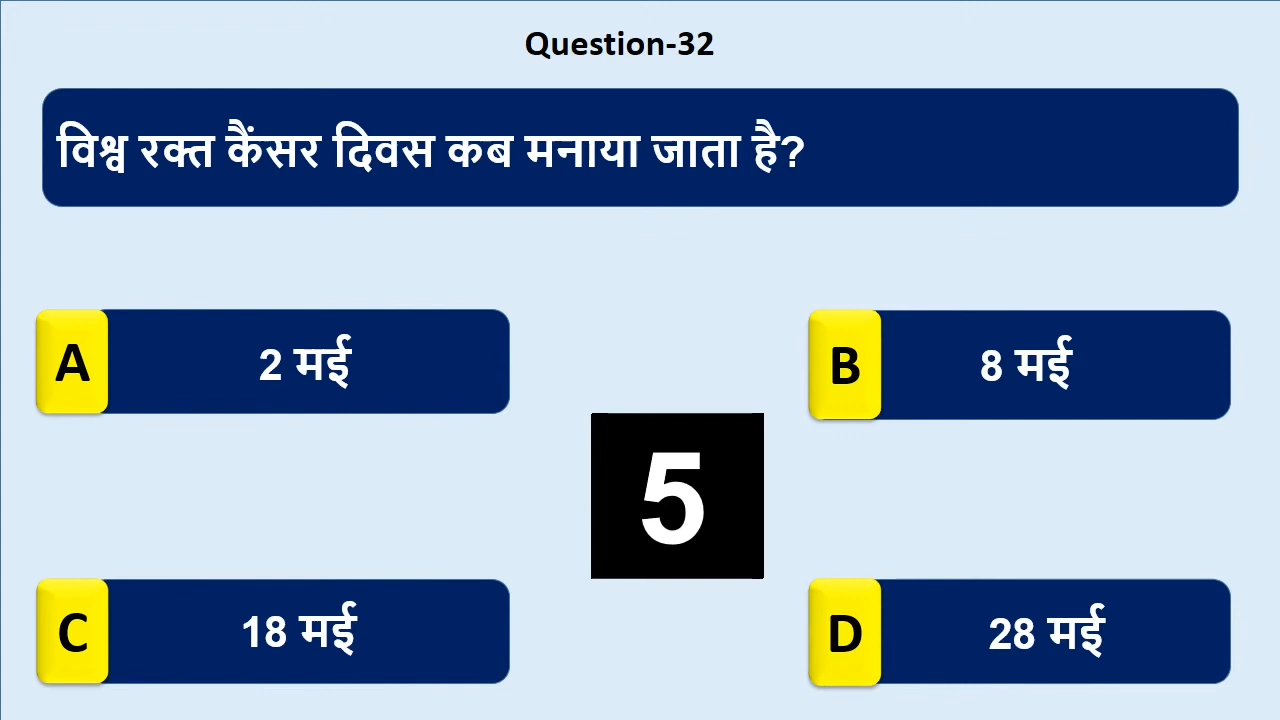 Question-32
विश्व रक्त कैंसर दिवस कब मनाया जाता है?
A 2 मई
B 8 मई
5
C 18 मई
D 28 मई